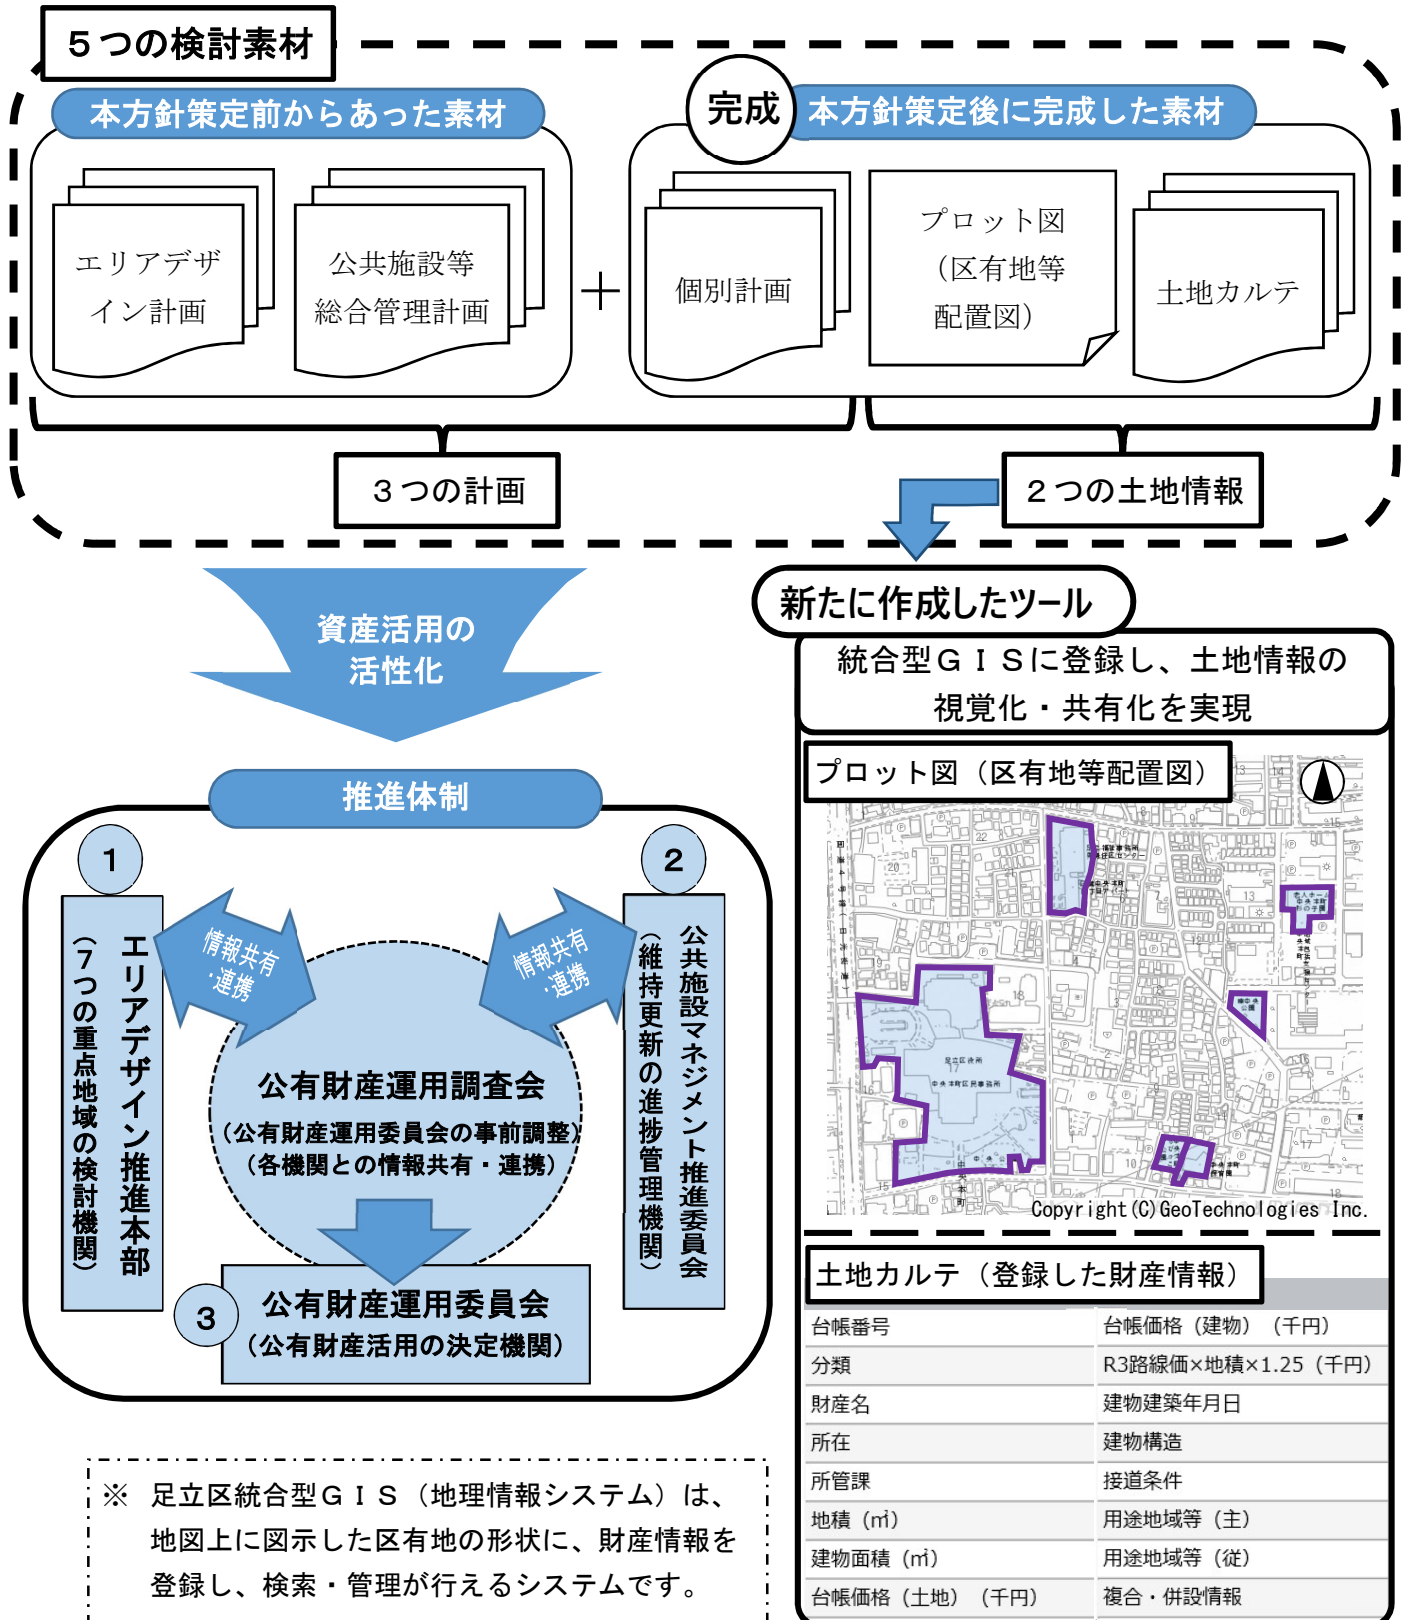 ５つの検討素材
本方針策定前からあった素材
完成
本方針策定後に完成した素材
エリアデザ
イン計画
公共施設等
総合管理計画
＋
個別計画
プロット図
（区有地等
配置図）
土地カルテ
３つの計画
２つの土地情報
資産活用の
活性化
新たに作成したツール
統合型ＧＩＳに登録し、土地情報の
視覚化・共有化を実現
推進体制
1
エリアデザイン推進本部
（７つの重点地域の検討機関）
2
公共施設マネジメント推進委員会
（維持更新の進捗管理機関）
情報共有
・連携
情報共有
・連携
公有財産運用調査会
（公有財産運用委員会の事前調整）
（各機関との情報共有・連携）
3
公有財産運用委員会
（公有財産活用の決定機関）
※ 足立区統合型ＧＩＳ（地理情報システム）は、
地図上に図示した区有地の形状に、財産情報を
登録し、検索・管理が行えるシステムです。
プロット図（区有地等配置図）
足立区役所
17
中央本町区民事務所
中央本町
Copyright(C)GeoTechnologies Inc.
土地カルテ（登録した財産情報）
台帳番号 台帳価格（建物）（千円）
分類 R3路線価×地積×1.25（千円）
財産名 建物建築年月日
所在 建物構造
所管課 接道条件
地積（㎡） 用途地域等（主）
建物面積（㎡） 用途地域等（従）
台帳価格（土地）（千円） 複合・併設情報